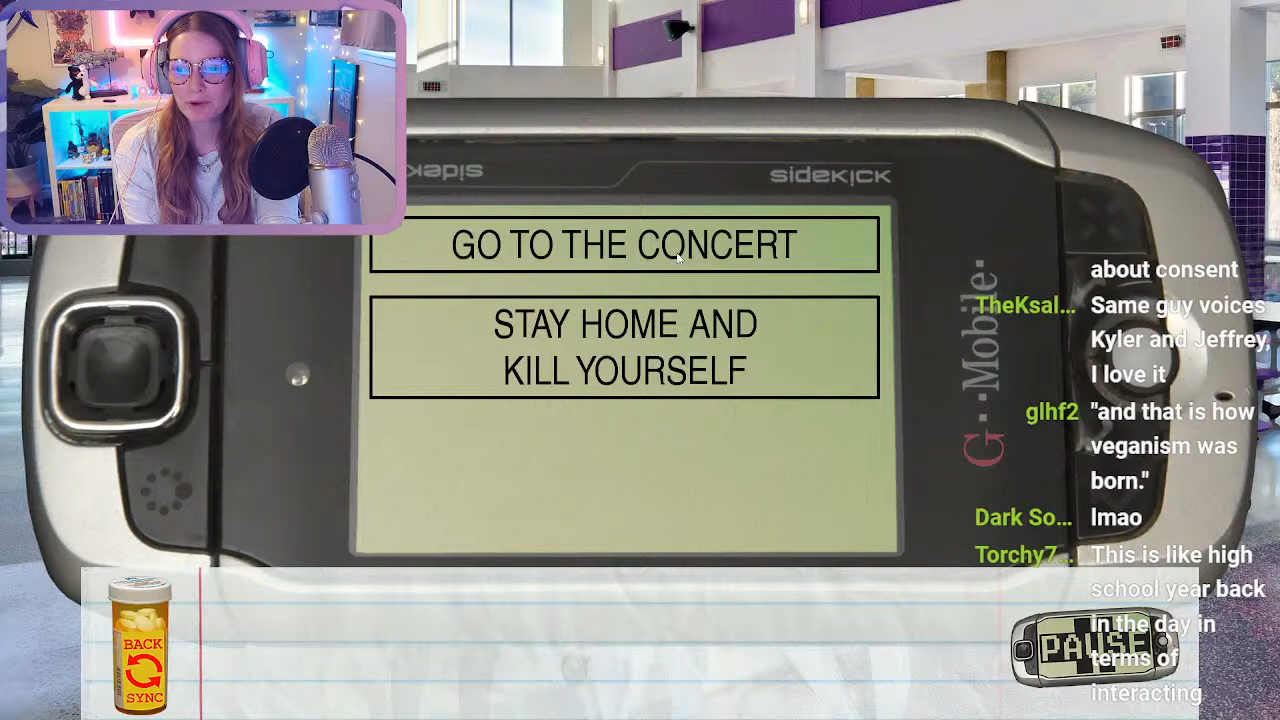 sidekick
sidekick
GO TO THE CONCERT
STAY HOME AND
KILL YOURSELF
T··Mobile·
G
about consent
TheKsal... Same guy voices
Kyler and Jeffrey,
I love it
glhf2 "and that is how
veganism was
born."
Dark So... lmao
Torchy7... This is like high
school year back
in the day in
terms of
interacting
BACK
SYNC
PAUSE